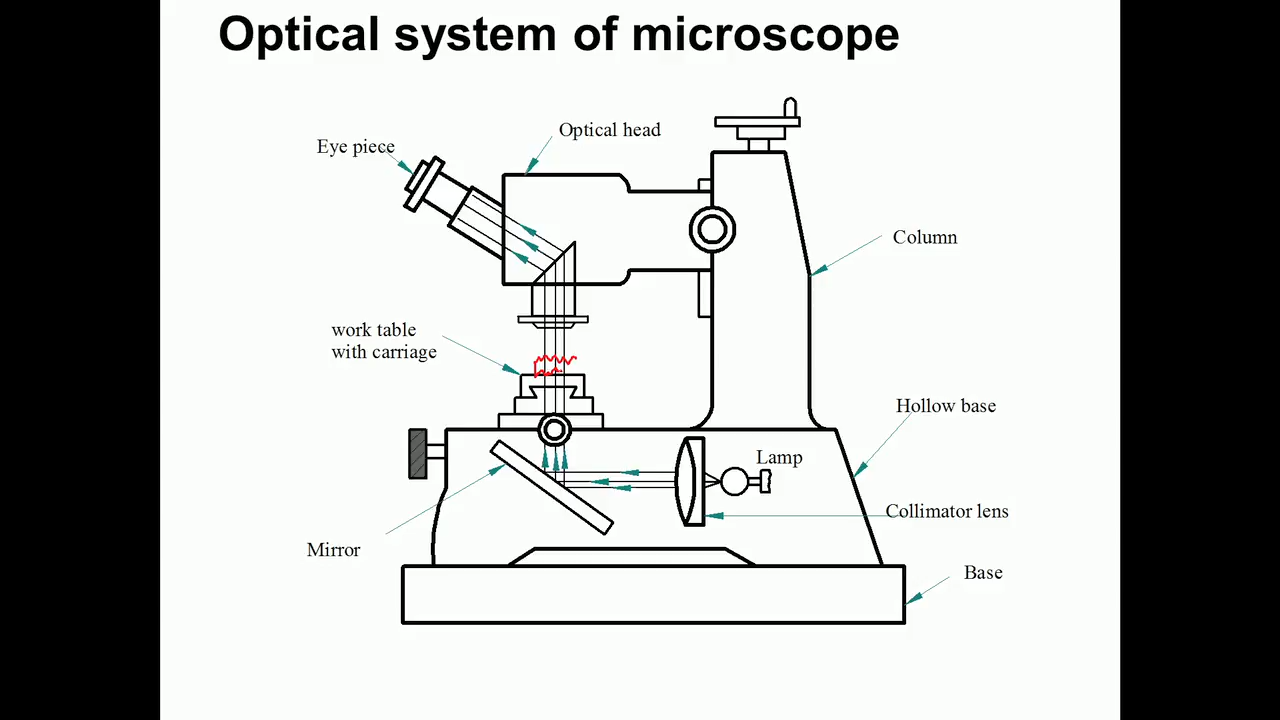 Optical system of microscope
Optical head
Eye piece
Column
work table
with carriage
Hollow base
Lamp
Collimator lens
Mirror
Base